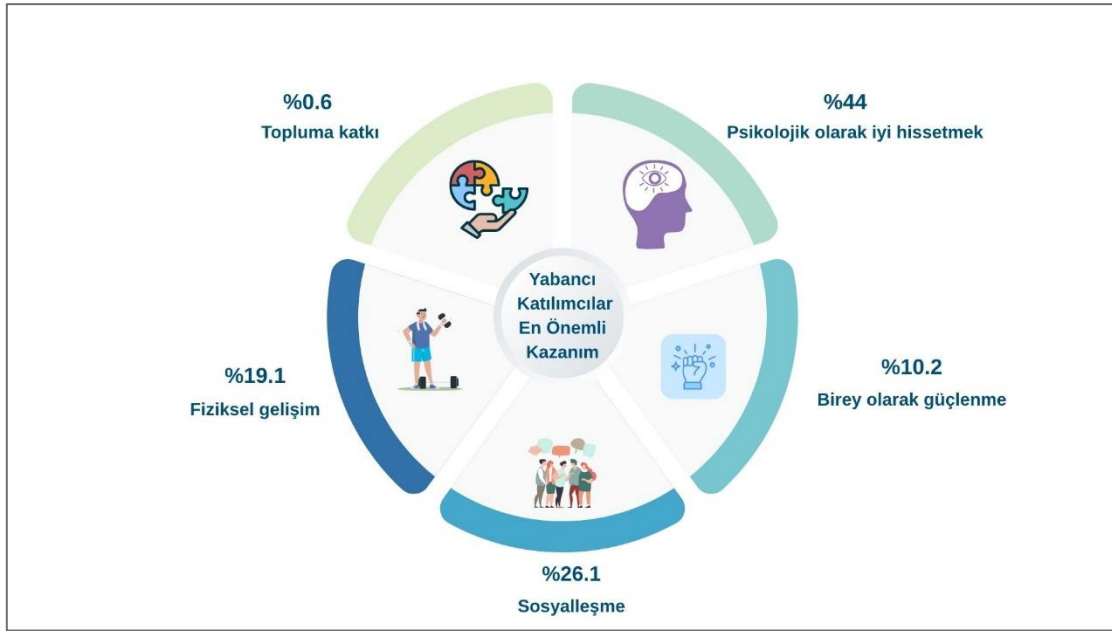 %0.6
Topluma katkı
%44
Psikolojik olarak iyi hissetmek
Yabancı
Katılımcılar
En Önemli
Kazanım
%19.1
Fiziksel gelişim
%10.2
Birey olarak güçlenme
%26.1
Sosyalleşme